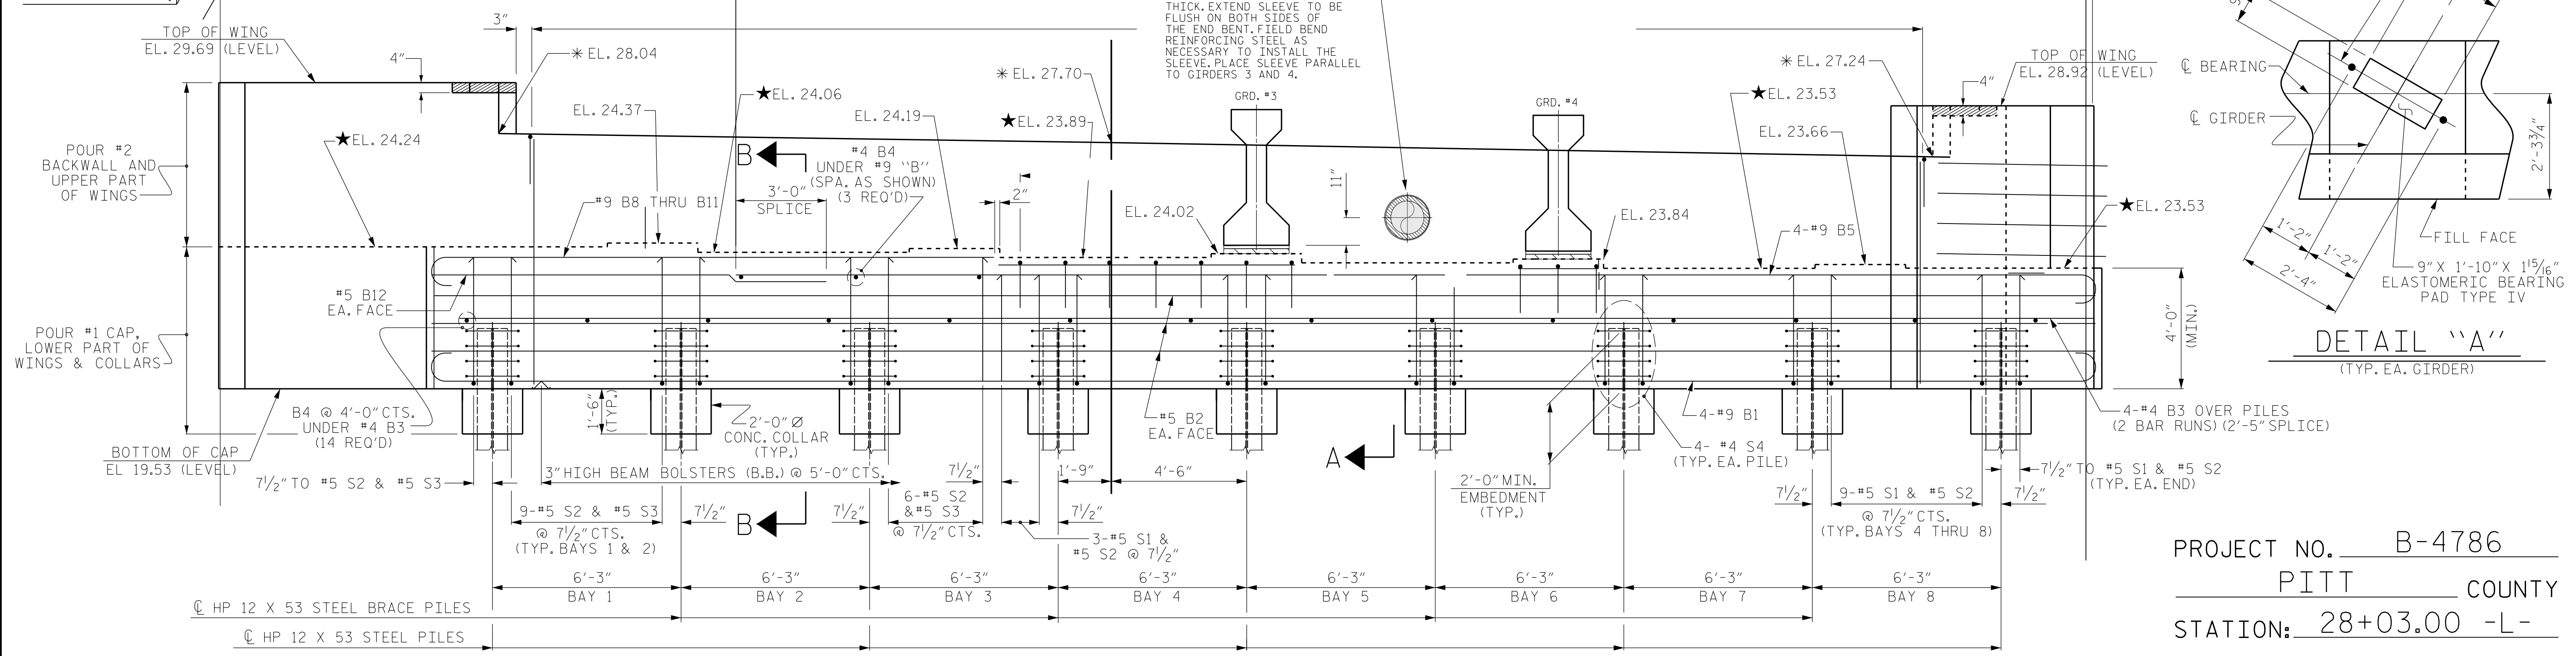 THICK. EXTEND SLEEVE TO BE
FLUSH ON BOTH SIDES OF
THE END BENT. FIELD BEND
REINFORCING STEEL AS
NECESSARY TO INSTALL THE
SLEEVE. PLACE SLEEVE PARALLEL
TO GIRDERS 3 AND 4.
TOP OF WING
EL. 29.69 (LEVEL)
3"
4"
✳ EL. 28.04
✳ EL. 27.70
✳ EL. 27.24
TOP OF WING
EL. 28.92 (LEVEL)
4"
★EL. 24.24
EL. 24.37
★EL. 24.06
EL. 24.19
★EL. 23.89
GRD. #3
GRD. #4
★EL. 23.53
EL. 23.66
POUR #2
BACKWALL AND
UPPER PART
OF WINGS
B
#4 B4
UNDER #9 "B"
(SPA. AS SHOWN)
(3 REQ'D)
3'-0"
SPLICE
2"
11"
#9 B8 THRU B11
EL. 24.02
EL. 23.84
4-#9 B5
★EL. 23.53
#5 B12
EA. FACE
POUR #1 CAP,
LOWER PART OF
WINGS & COLLARS
4'-0"
(MIN.)
B4 @ 4'-0" CTS.
UNDER #4 B3
(14 REQ'D)
1'-6"
(TYP.)
2'-0" Ø
CONC. COLLAR
(TYP.)
#5 B2
EA. FACE
4-#9 B1
4-#4 B3 OVER PILES
(2 BAR RUNS) (2'-5" SPLICE)
BOTTOM OF CAP
EL 19.53 (LEVEL)
A
4- #4 S4
(TYP. EA. PILE)
7½" TO #5 S2 & #5 S3
3" HIGH BEAM BOLSTERS (B.B.) @ 5'-0" CTS.
7½"
1'-9"
4'-6"
2'-0" MIN.
EMBEDMENT
(TYP.)
7½" TO #5 S1 & #5 S2
(TYP. EA. END)
9-#5 S2 & #5 S3
@ 7½" CTS.
(TYP. BAYS 1 & 2)
7½"
B
7½"
6-#5 S2
&#5 S3
@ 7½" CTS.
7½"
3-#5 S1 &
#5 S2 @ 7½"
7½"
9-#5 S1 & #5 S2
@ 7½" CTS.
(TYP. BAYS 4 THRU 8)
7½"
6'-3" 6'-3" 6'-3" 6'-3" 6'-3" 6'-3" 6'-3" 6'-3"
BAY 1 BAY 2 BAY 3 BAY 4 BAY 5 BAY 6 BAY 7 BAY 8
℄ HP 12 X 53 STEEL BRACE PILES
℄ HP 12 X 53 STEEL PILES
℄ BEARING
℄ GIRDER
2'-3¾"
FILL FACE
1'-2"
1'-2"
2'-4"
9" X 1'-10" X 1 15/16"
ELASTOMERIC BEARING
PAD TYPE IV
DETAIL "A"
(TYP. EA. GIRDER)
PROJECT NO. B-4786
PITT COUNTY
STATION: 28+03.00 -L-